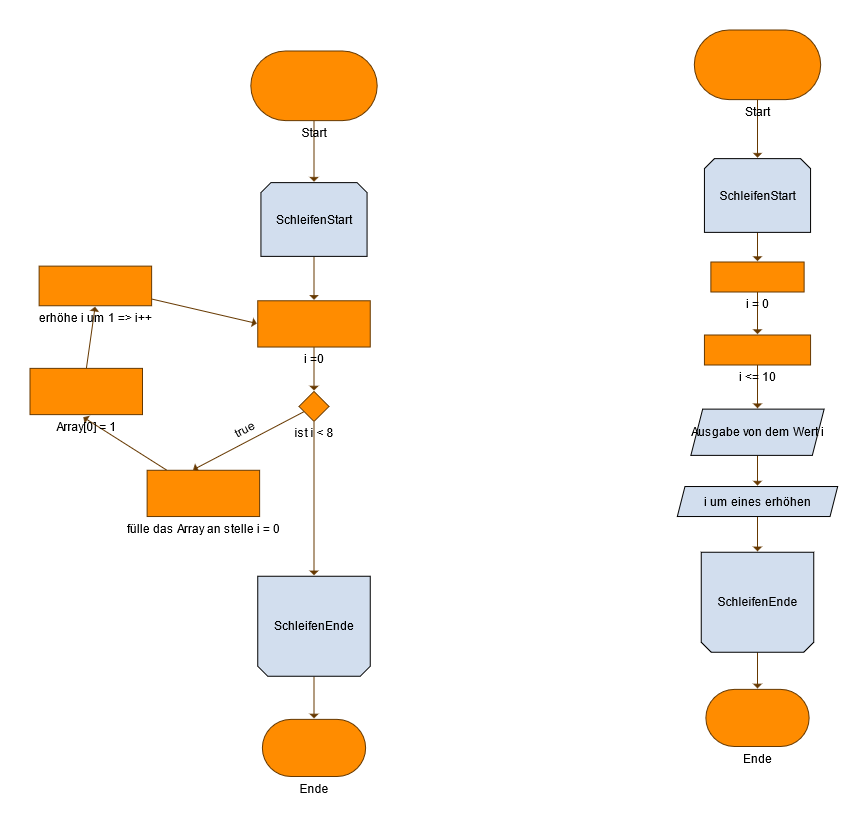 Start
SchleifenStart
erhöhe i um 1 => i++
i =0
Array[0] = 1
ist i < 8
true
fülle das Array an stelle i = 0
SchleifenEnde
Ende
Start
SchleifenStart
i = 0
i <= 10
Ausgabe von dem Wert i
i um eines erhöhen
SchleifenEnde
Ende